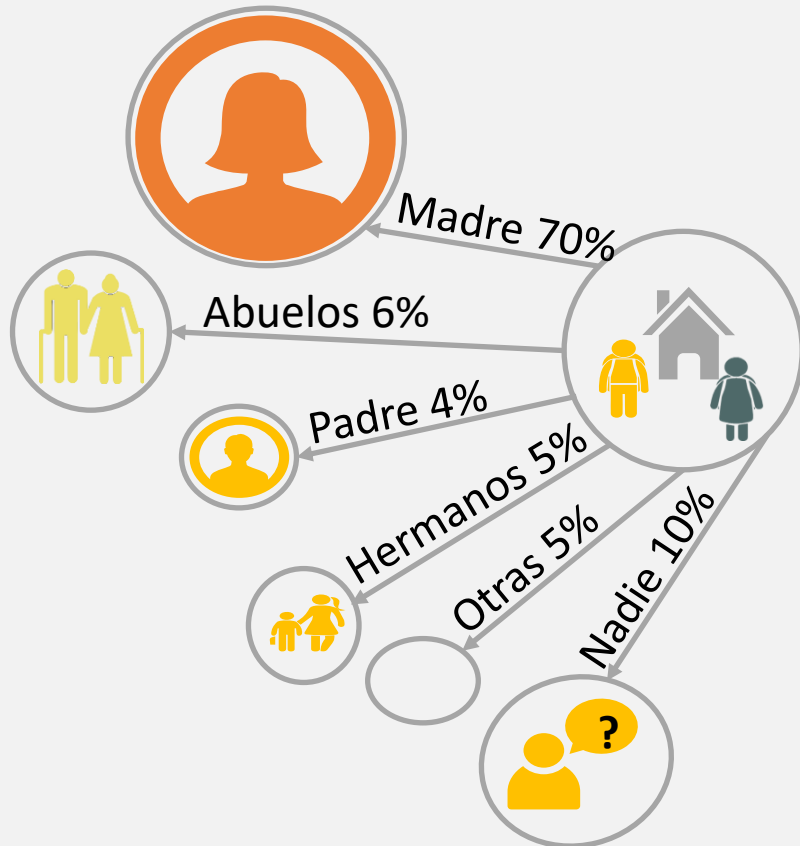 Madre 70%
Abuelos 6%
Padre 4%
Hermanos 5%
Otras 5%
Nadie 10%
?